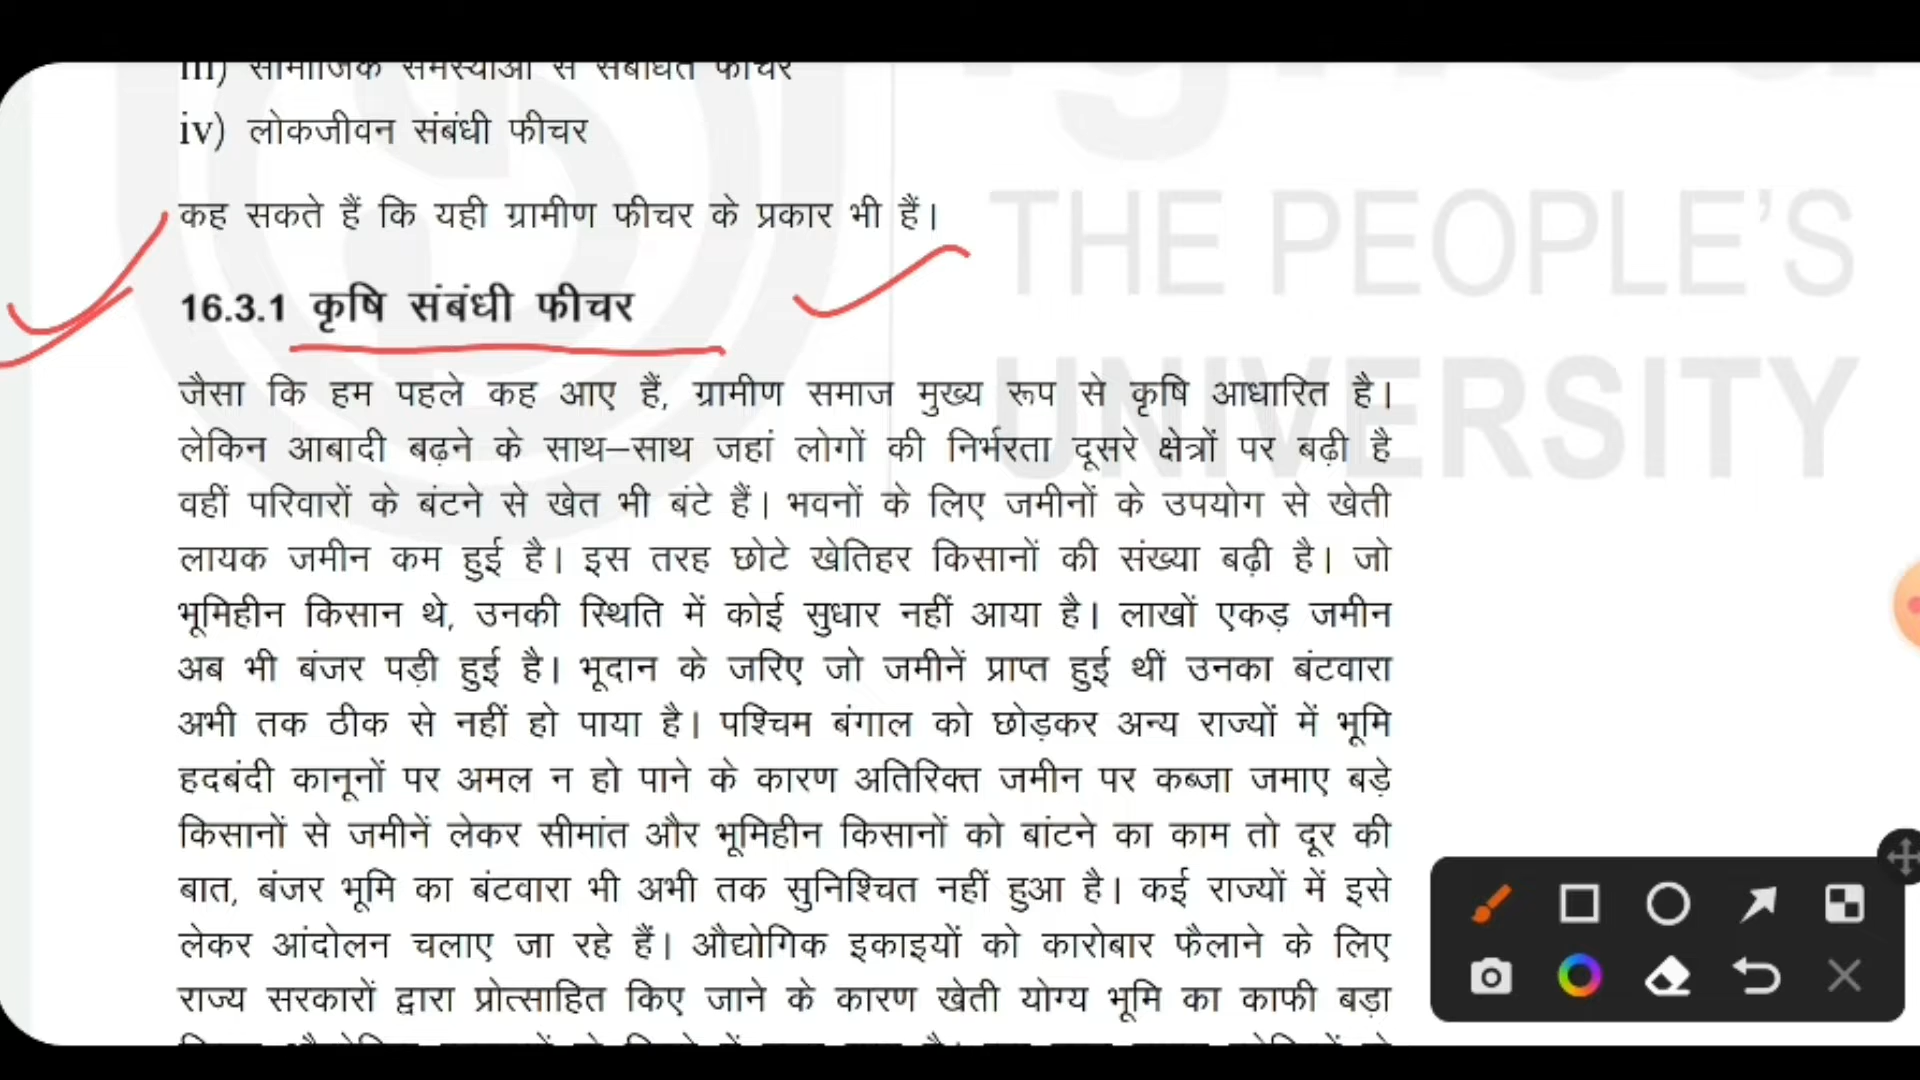 iii) सामाजिक समस्याओं से संबंधित फीचर
iv) लोकजीवन संबंधी फीचर
कह सकते हैं कि यही ग्रामीण फीचर के प्रकार भी हैं।
THE PEOPLE'S
UNIVERSITY
16.3.1 कृषि संबंधी फीचर
जैसा कि हम पहले कह आए हैं, ग्रामीण समाज मुख्य रूप से कृषि आधारित है।
लेकिन आबादी बढ़ने के साथ–साथ जहां लोगों की निर्भरता दूसरे क्षेत्रों पर बढ़ी है
वहीं परिवारों के बंटने से खेत भी बंटे हैं। भवनों के लिए जमीनों के उपयोग से खेती
लायक जमीन कम हुई है। इस तरह छोटे खेतिहर किसानों की संख्या बढ़ी है। जो
भूमिहीन किसान थे, उनकी स्थिति में कोई सुधार नहीं आया है। लाखों एकड़ जमीन
अब भी बंजर पड़ी हुई है। भूदान के जरिए जो जमीनें प्राप्त हुई थीं उनका बंटवारा
अभी तक ठीक से नहीं हो पाया है। पश्चिम बंगाल को छोड़कर अन्य राज्यों में भूमि
हदबंदी कानूनों पर अमल न हो पाने के कारण अतिरिक्त जमीन पर कब्जा जमाए बड़े
किसानों से जमीनें लेकर सीमांत और भूमिहीन किसानों को बांटने का काम तो दूर की
बात, बंजर भूमि का बंटवारा भी अभी तक सुनिश्चित नहीं हुआ है। कई राज्यों में इसे
लेकर आंदोलन चलाए जा रहे हैं। औद्योगिक इकाइयों को कारोबार फैलाने के लिए
राज्य सरकारों द्वारा प्रोत्साहित किए जाने के कारण खेती योग्य भूमि का काफी बड़ा